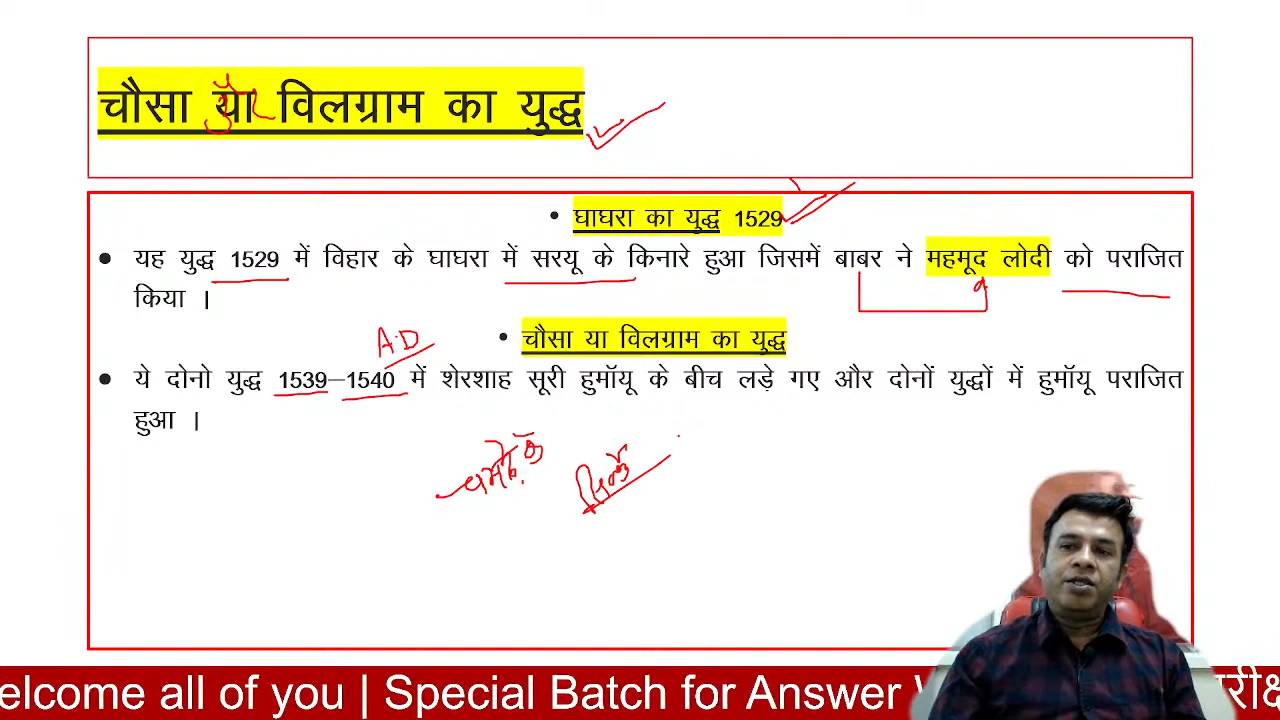 चौसा या विलग्राम का युद्ध
• घाघरा का युद्ध 1529
• यह युद्ध 1529 में विहार के घाघरा में सरयू के किनारे हुआ जिसमें बाबर ने महमूद लोदी को पराजित
किया ।
A.D
• चौसा या विलग्राम का युद्ध
• ये दोनो युद्ध 1539–1540 में शेरशाह सूरी हुमॉयू के बीच लड़े गए और दोनों युद्धों में हुमॉयू पराजित
हुआ ।
elcome all of you | Special Batch for Answer W